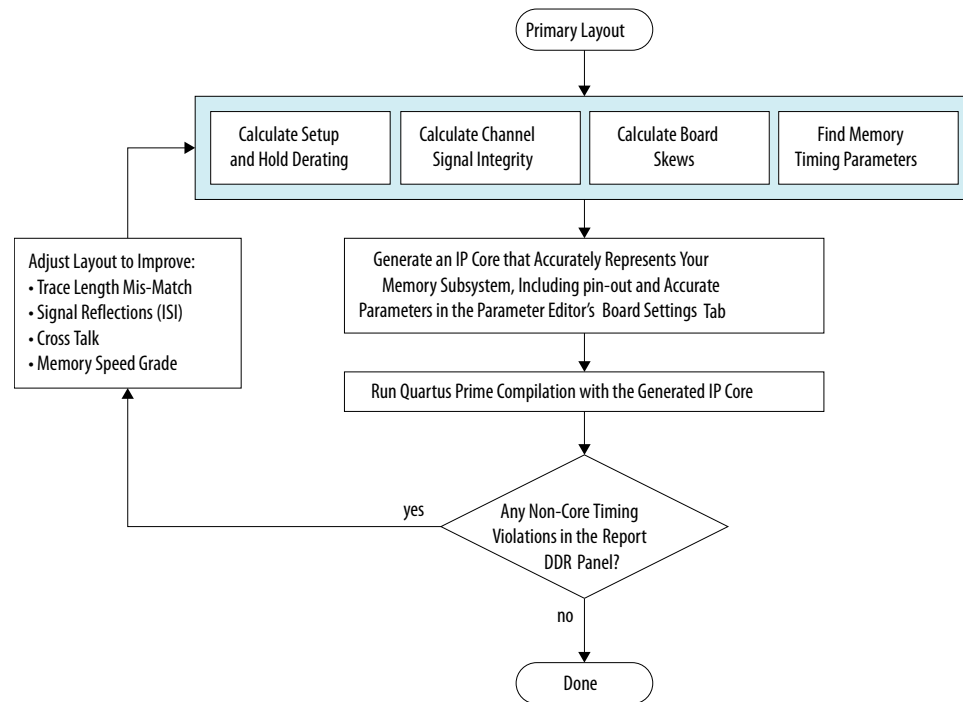 Primary Layout
Calculate Setup
and Hold Derating
Calculate Channel
Signal Integrity
Calculate Board
Skews
Find Memory
Timing Parameters
Adjust Layout to Improve:
• Trace Length Mis-Match
• Signal Reflections (ISI)
• Cross Talk
• Memory Speed Grade
Generate an IP Core that Accurately Represents Your
Memory Subsystem, Including pin-out and Accurate
Parameters in the Parameter Editor's Board Settings Tab
Run Quartus Prime Compilation with the Generated IP Core
yes
Any Non-Core Timing
Violations in the Report
DDR Panel?
no
Done